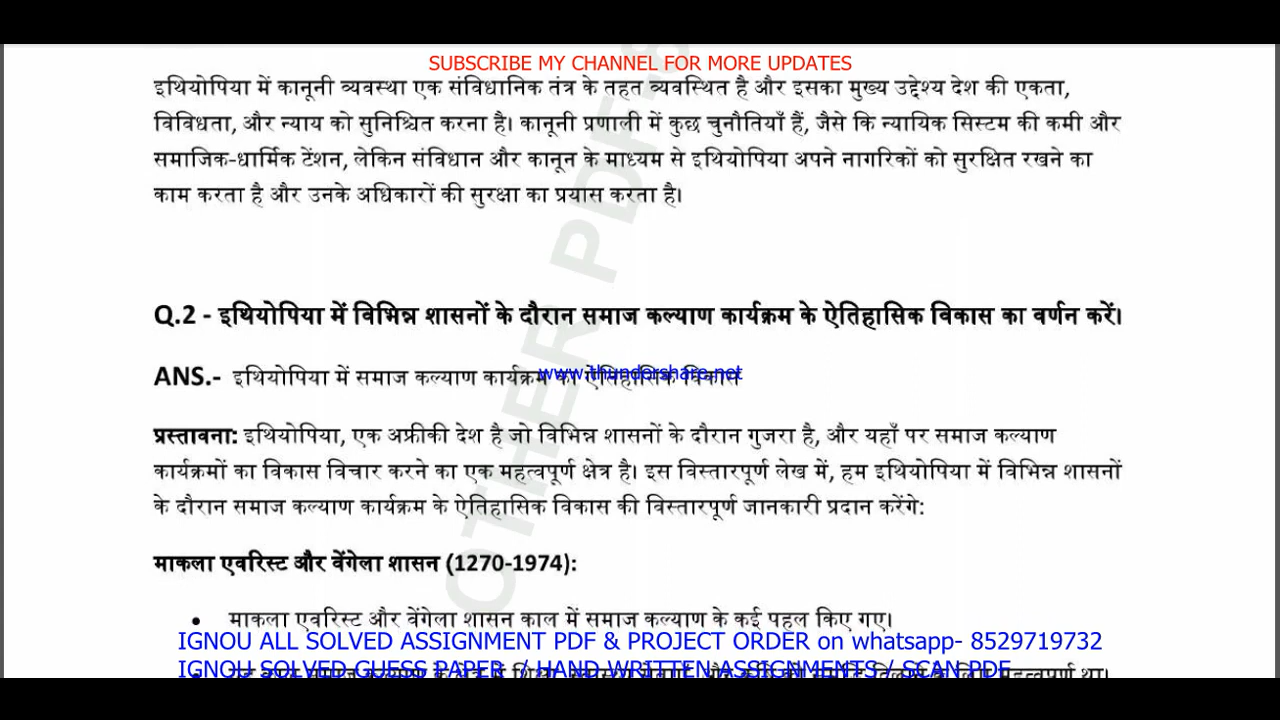 SUBSCRIBE MY CHANNEL FOR MORE UPDATES
इथियोपिया में कानूनी व्यवस्था एक संविधानिक तंत्र के तहत व्यवस्थित है और इसका मुख्य उद्देश्य देश की एकता,
विविधता, और न्याय को सुनिश्चित करना है। कानूनी प्रणाली में कुछ चुनौतियाँ हैं, जैसे कि न्यायिक सिस्टम की कमी और
समाजिक-धार्मिक टेंशन, लेकिन संविधान और कानून के माध्यम से इथियोपिया अपने नागरिकों को सुरक्षित रखने का
काम करता है और उनके अधिकारों की सुरक्षा का प्रयास करता है।
Q.2 - इथियोपिया में विभिन्न शासनों के दौरान समाज कल्याण कार्यक्रम के ऐतिहासिक विकास का वर्णन करें।
ANS.- इथियोपिया में समाज कल्याण कार्यक्रम का ऐतिहासिक विकास
www.thundershare.net
प्रस्तावना: इथियोपिया, एक अफ्रीकी देश है जो विभिन्न शासनों के दौरान गुजरा है, और यहाँ पर समाज कल्याण
कार्यक्रमों का विकास विचार करने का एक महत्वपूर्ण क्षेत्र है। इस विस्तारपूर्ण लेख में, हम इथियोपिया में विभिन्न शासनों
के दौरान समाज कल्याण कार्यक्रम के ऐतिहासिक विकास की विस्तारपूर्ण जानकारी प्रदान करेंगे:
माकला एवरिस्ट और वेंगेला शासन (1270-1974):
• माकला एवरिस्ट और वेंगेला शासन काल में समाज कल्याण के कई पहल किए गए।
IGNOU ALL SOLVED ASSIGNMENT PDF & PROJECT ORDER on whatsapp- 8529719732
IGNOU SOLVED GUESS PAPER / HAND WRITTEN ASSIGNMENTS / SCAN PDF
OTHER PDF